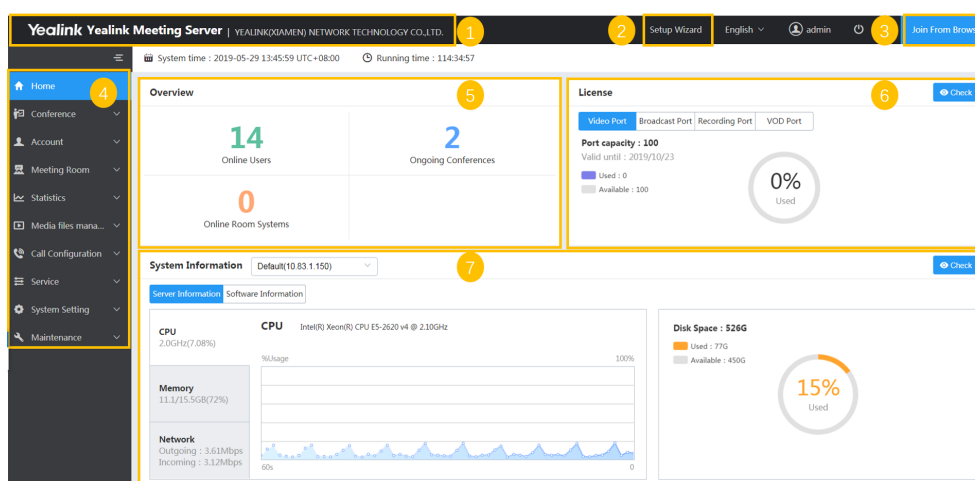 Yealink Yealink Meeting Server | YEALINK(XIAMEN) NETWORK TECHNOLOGY CO.,LTD. 1 2 Setup Wizard English admin 3 Join From Brows
System time : 2019-05-29 13:45:59 UTC+08:00 Running time : 114:34:57
Home 4
Conference
Account
Meeting Room
Statistics
Media files mana...
Call Configuration
Service
System Setting
Maintenance
Overview 5
14
Online Users
2
Ongoing Conferences
0
Online Room Systems
License 6 Check
Video Port Broadcast Port Recording Port VOD Port
Port capacity : 100
Valid until : 2019/10/23
Used : 0
Available : 100
0%
Used
System Information Default(10.83.1.150) 7 Check
Server Information Software Information
CPU
2.0GHz(7.08%)
Memory
11.1/15.5GB(72%)
Network
Outgoing : 3.61Mbps
Incoming : 3.12Mbps
CPU Intel(R) Xeon(R) CPU E5-2620 v4 @ 2.10GHz
%Usage 100%
60s 0
Disk Space : 526G
Used : 77G
Available : 450G
15%
Used